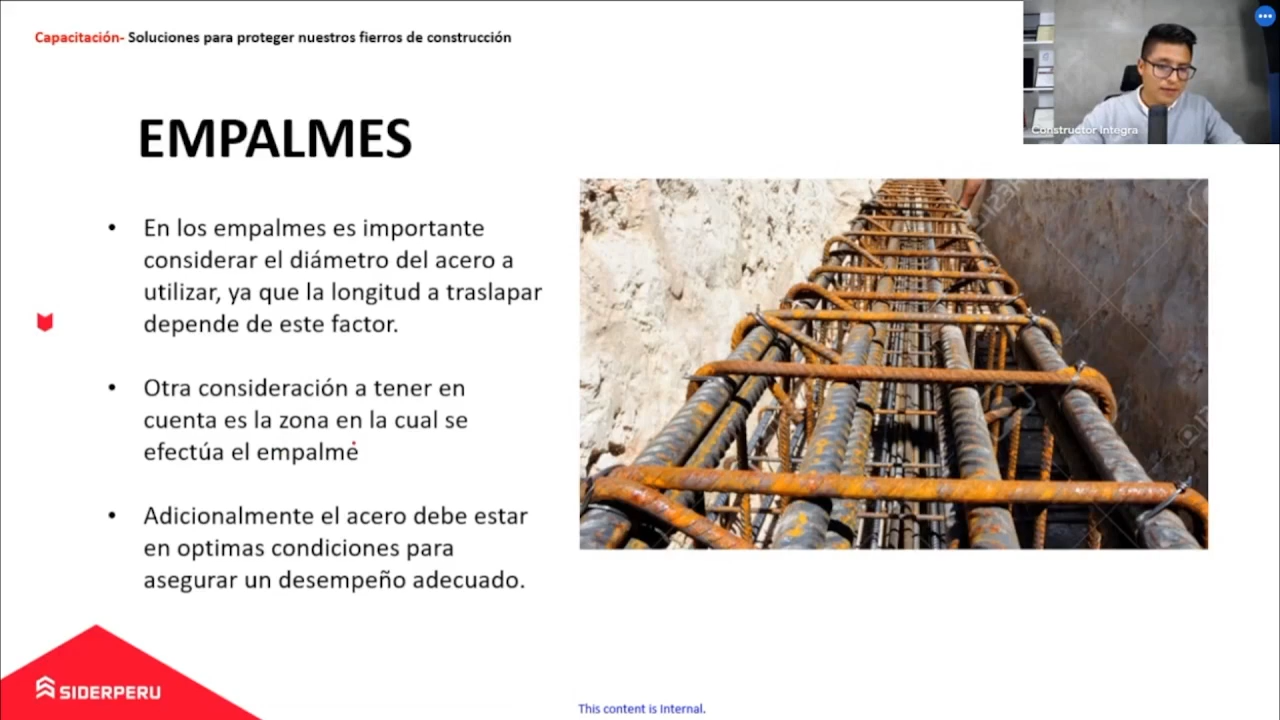 Capacitación- Soluciones para proteger nuestros fierros de construcción
Constructor Integra
EMPALMES
• En los empalmes es importante
considerar el diámetro del acero a
utilizar, ya que la longitud a traslapar
depende de este factor.
• Otra consideración a tener en
cuenta es la zona en la cual se
efectúa el empalme
• Adicionalmente el acero debe estar
en optimas condiciones para
asegurar un desempeño adecuado.
SIDERPERU
This content is Internal.